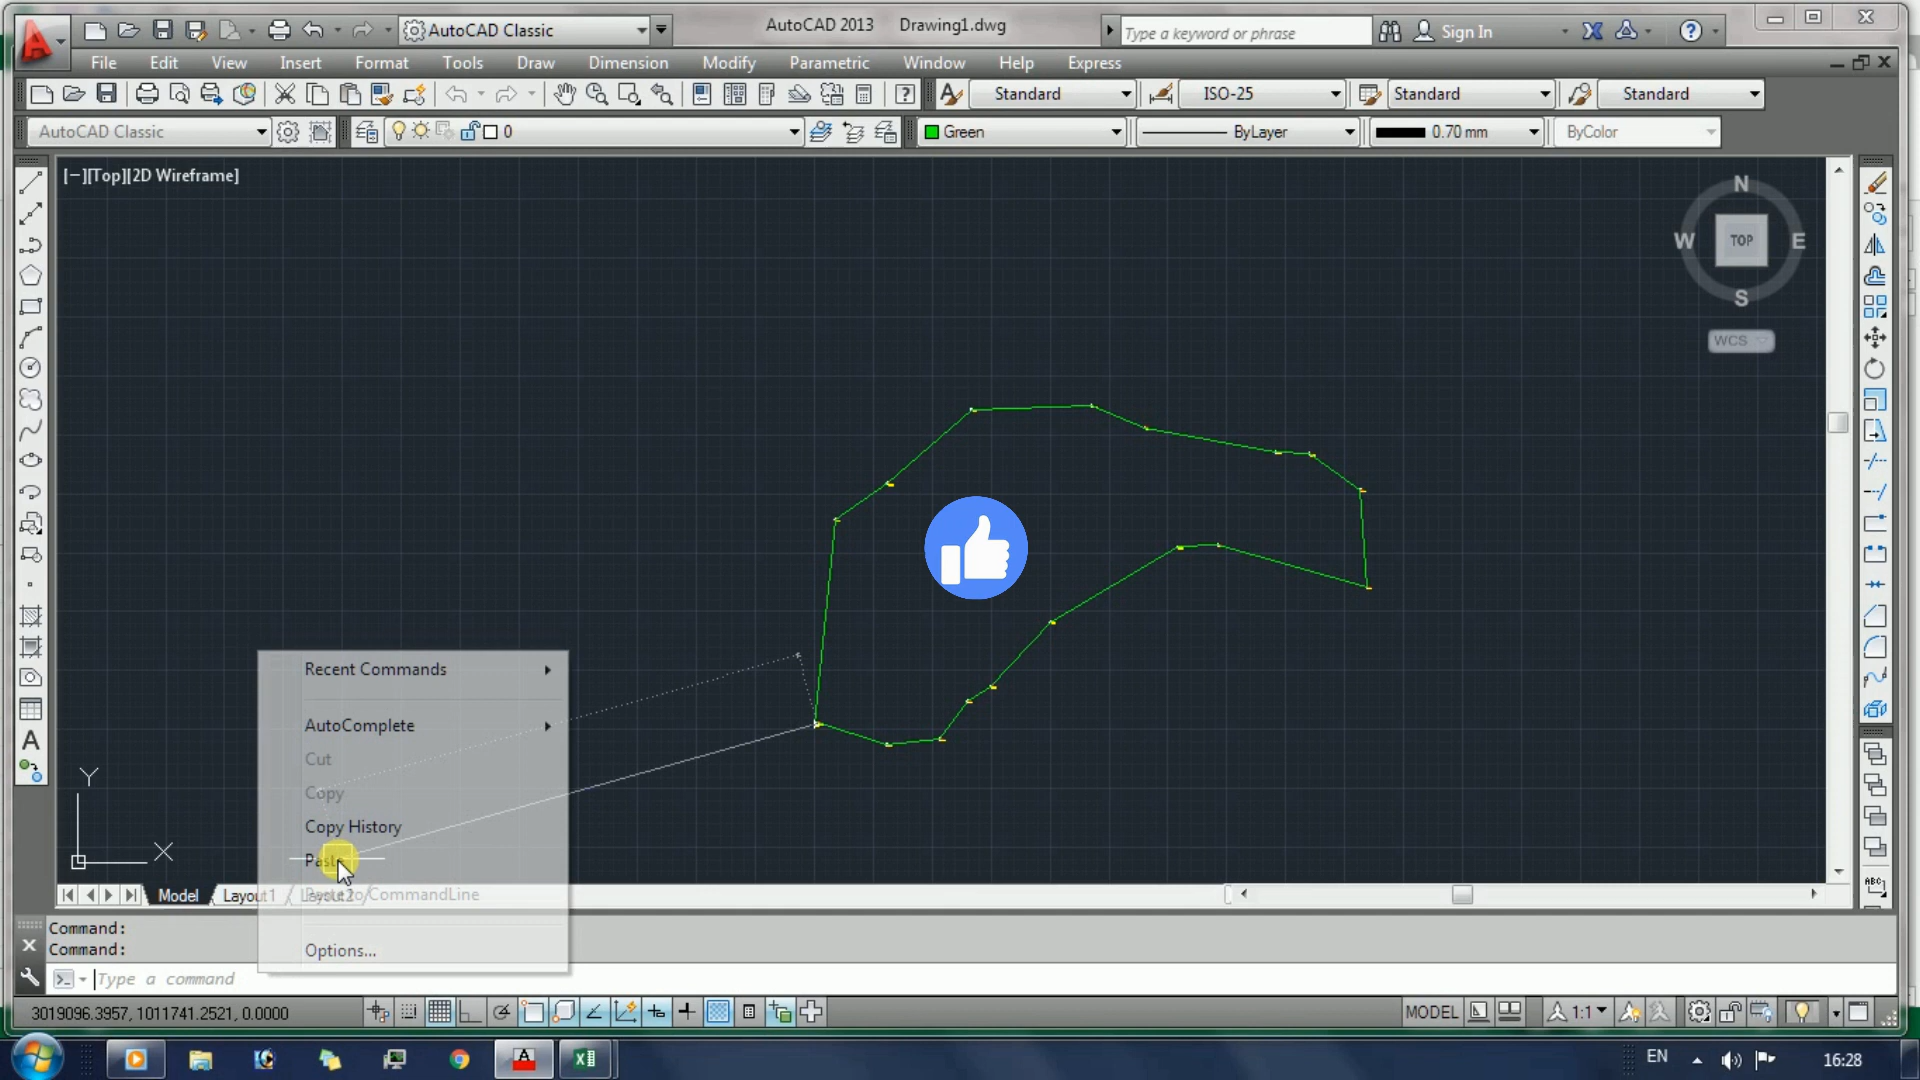 AutoCAD Classic
AutoCAD 2013 Drawing1.dwg
Type a keyword or phrase
Sign In
File Edit View Insert Format Tools Draw Dimension Modify Parametric Window Help Express
Standard ISO-25 Standard Standard
AutoCAD Classic 0 Green ByLayer 0.70 mm ByColor
[−][Top][2D Wireframe]
N
W TOP E
S
WCS
Recent Commands
AutoComplete
Cut
Copy
Copy History
Paste
Paste To CommandLine
Options...
A
Y
X
ABC
Model Layout1 Layout2
Command:
Command:
Type a command
3019096.3957, 1011741.2521, 0.0000
MODEL 1:1
EN 16:28